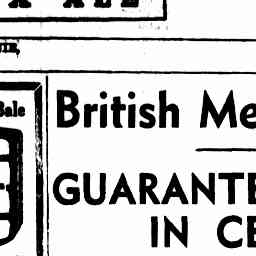 Sale
British Me
GUARANTE
IN CE